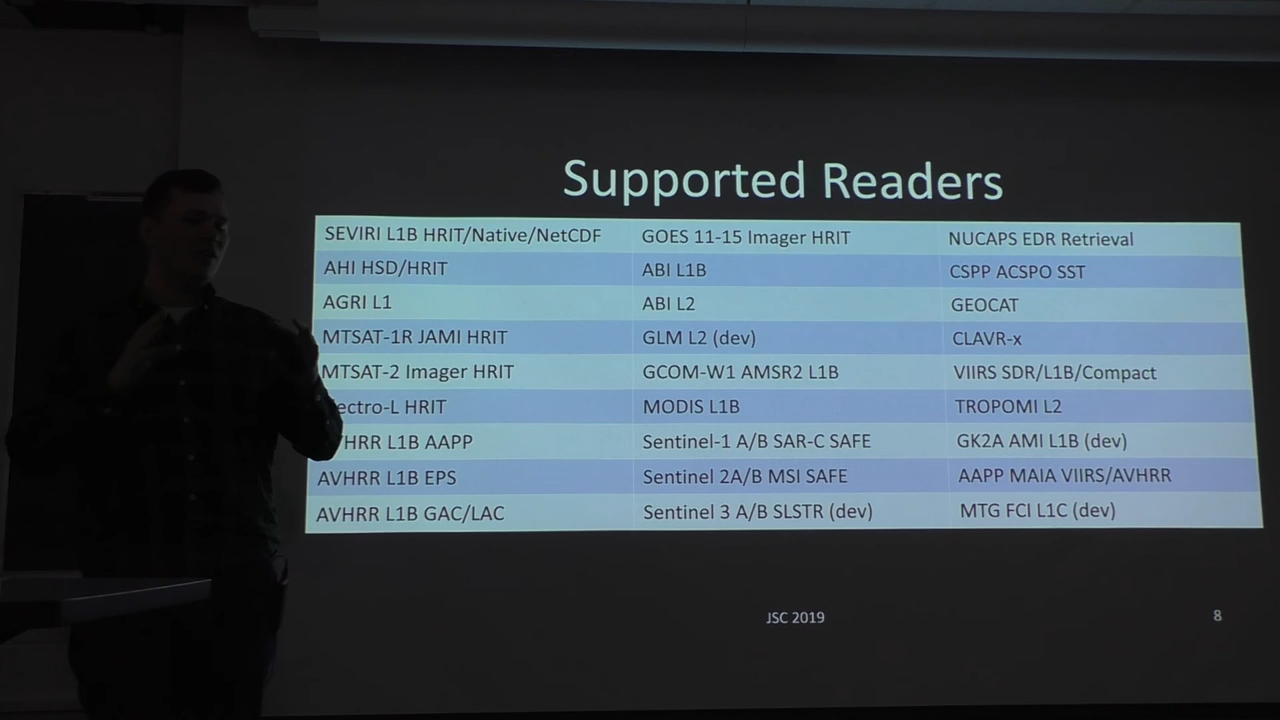 Supported Readers
SEVIRI L1B HRIT/Native/NetCDF GOES 11-15 Imager HRIT NUCAPS EDR Retrieval
AHI HSD/HRIT ABI L1B CSPP ACSPO SST
AGRI L1 ABI L2 GEOCAT
MTSAT-1R JAMI HRIT GLM L2 (dev) CLAVR-x
MTSAT-2 Imager HRIT GCOM-W1 AMSR2 L1B VIIRS SDR/L1B/Compact
HRIT MODIS L1B TROPOMI L2
L1B AAPP Sentinel-1 A/B SAR-C SAFE GK2A AMI L1B (dev)
AVHRR L1B EPS Sentinel 2A/B MSI SAFE AAPP MAIA VIIRS/AVHRR
AVHRR L1B GAC/LAC Sentinel 3 A/B SLSTR (dev) MTG FCI L1C (dev)
JSC 2019 8